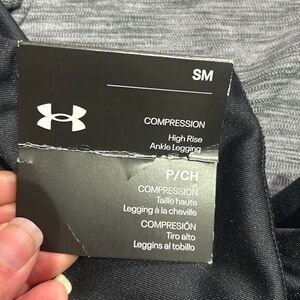 SM
COMPRESSION
High Rise
Ankle Legging
P/CH
COMPRESSION
Taille haute
Legging à la cheville
COMPRESIÓN
Tiro alto
Leggins al tobillo